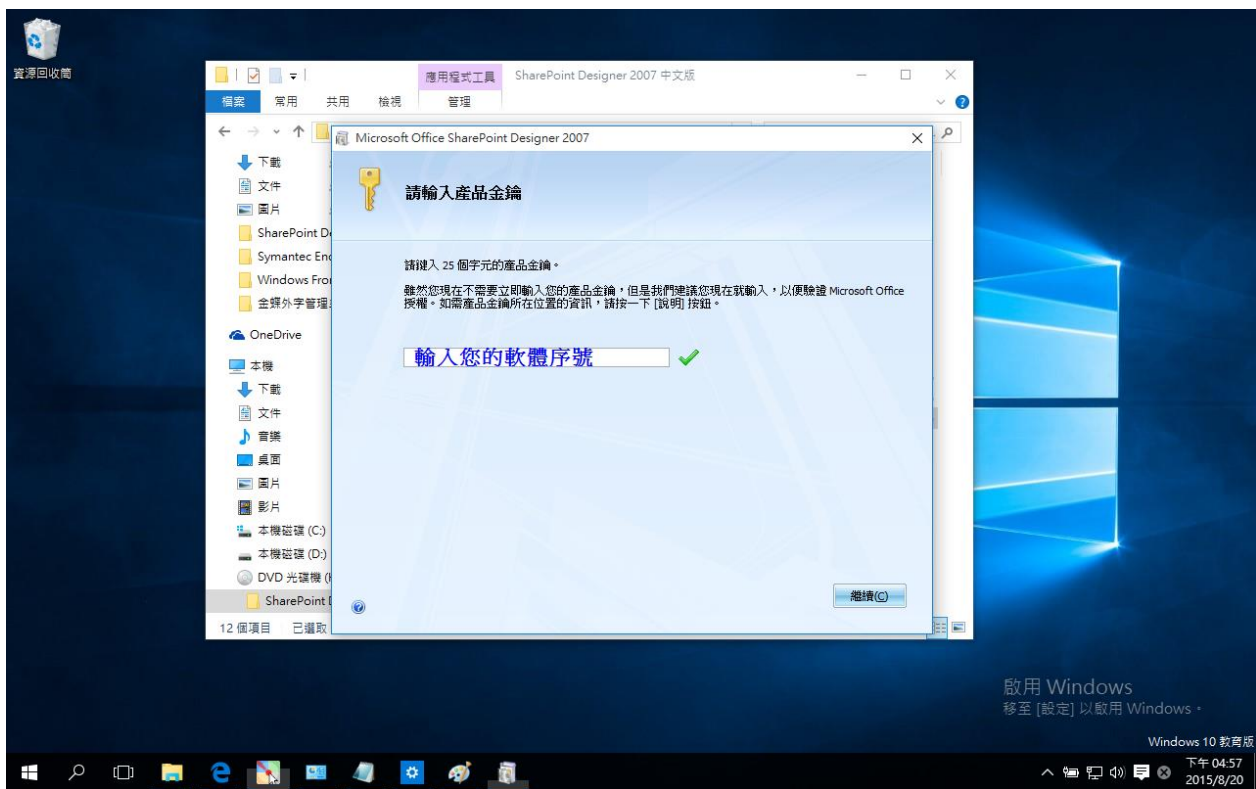 資源回收筒
應用程式工具
SharePoint Designer 2007 中文版
檔案
常用
共用
檢視
管理
Microsoft Office SharePoint Designer 2007
下載
文件
圖片
SharePoint De
Symantec End
Windows Fron
金蝶外字管理
OneDrive
本機
下載
文件
音樂
桌面
圖片
影片
本機磁碟 (C:)
本機磁碟 (D:)
DVD 光碟機 (
SharePoint D
12 個項目
已選取
請輸入產品金鑰
請鍵入 25 個字元的產品金鑰。
雖然您現在不需要立即輸入您的產品金鑰，但是我們建議您現在就輸入，以便驗證 Microsoft Office
授權。如需產品金鑰所在位置的資訊，請按一下 [說明] 按鈕。
輸入您的軟體序號
繼續(C)
啟用 Windows
移至 [設定] 以啟用 Windows。
Windows 10 教育版
下午 04:57
2015/8/20